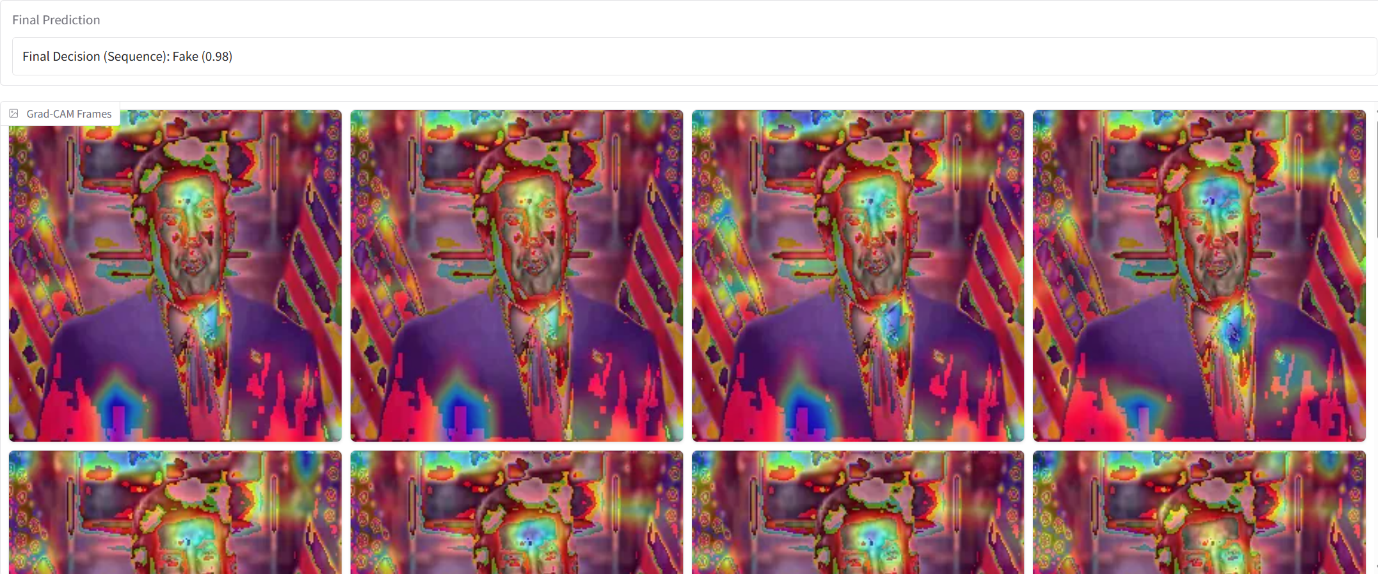 Final Prediction
Final Decision (Sequence): Fake (0.98)
Grad-CAM Frames